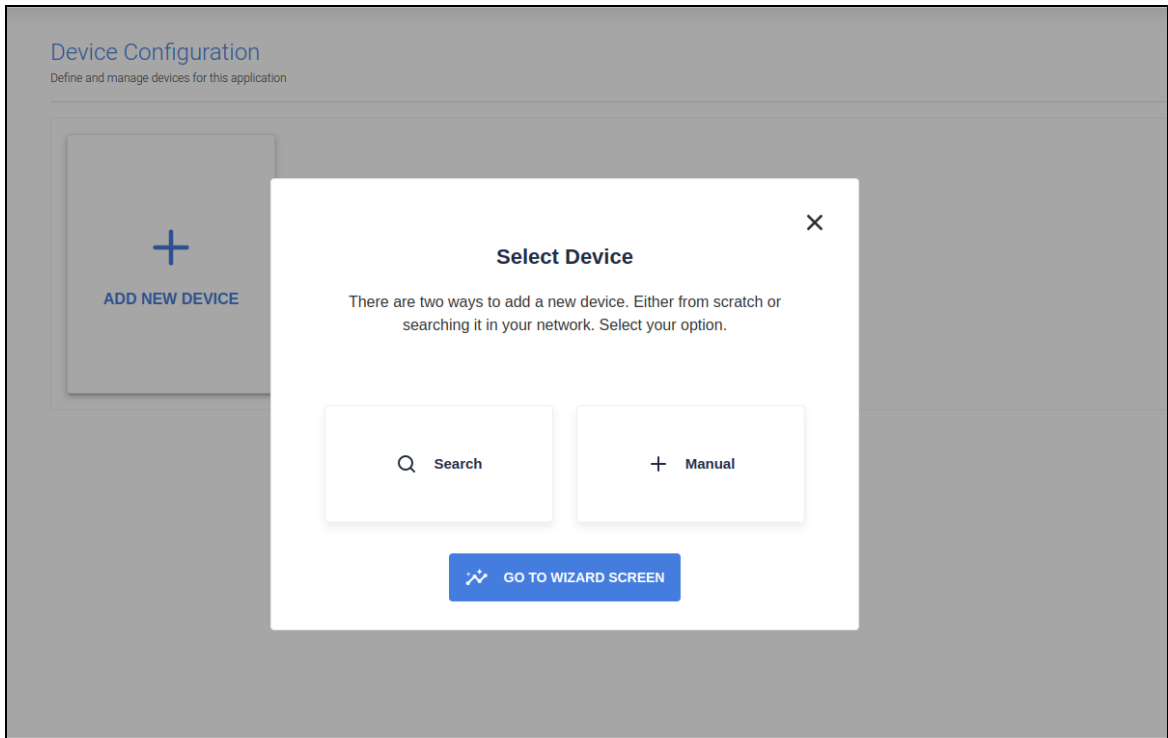 Device Configuration
Define and manage devices for this application
ADD NEW DEVICE
Select Device
There are two ways to add a new device. Either from scratch or
searching it in your network. Select your option.
Search
Manual
GO TO WIZARD SCREEN